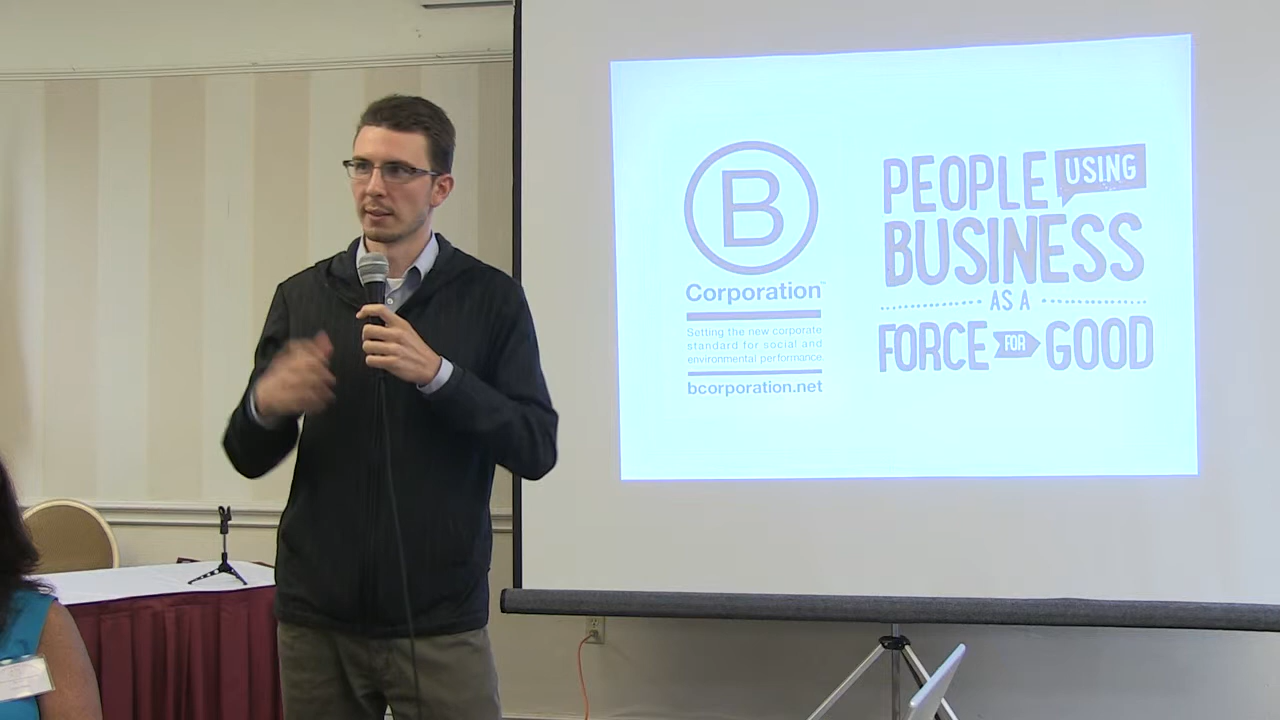 B
Corporation™
Setting the new corporate
standard for social and
environmental performance.
bcorporation.net
PEOPLE USING
BUSINESS
AS A
FORCE FOR GOOD